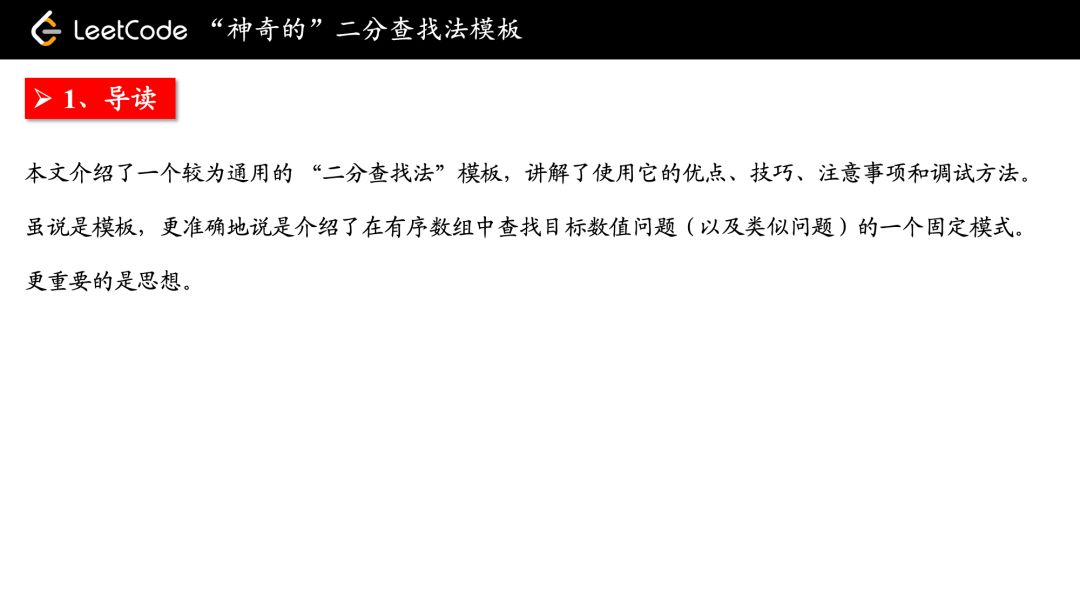 LeetCode “神奇的”二分查找法模板
1、导读
本文介绍了一个较为通用的 “二分查找法”模板，讲解了使用它的优点、技巧、注意事项和调试方法。
虽说是模板，更准确地说是介绍了在有序数组中查找目标数值问题（以及类似问题）的一个固定模式。
更重要的是思想。